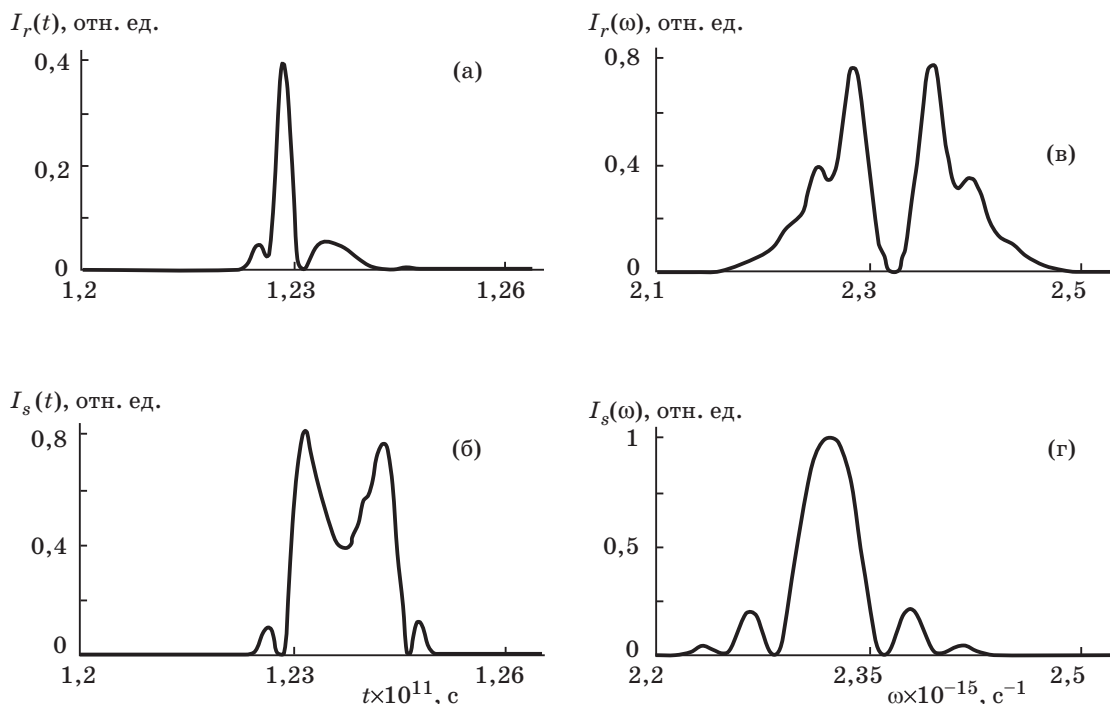 I_r(t), отн. ед.
0,4
0,2
0
1,2
1,23
1,26
(а)
I_r(ω), отн. ед.
0,8
0,4
0
2,1
2,3
2,5
(в)
I_s(t), отн. ед.
0,8
0,4
0
1,2
1,23
1,26
t×10^11, с
(б)
I_s(ω), отн. ед.
1
0,5
0
2,2
2,35
2,5
ω×10^−15, с^−1
(г)